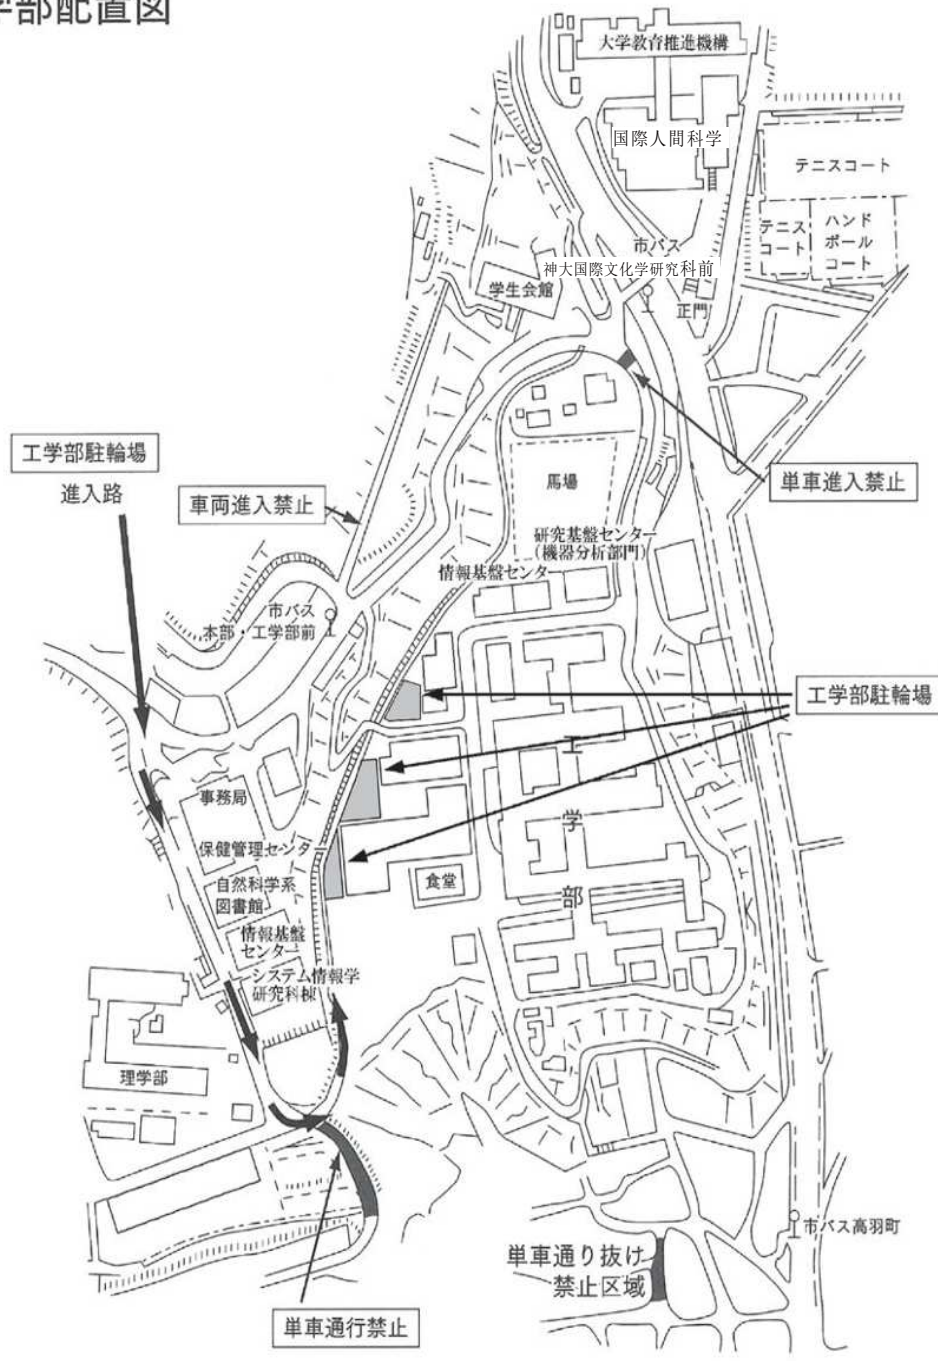 学部配置図
大学教育推進機構
国際人間科学
テニスコート
テニス
コート
ハンド
ボール
コート
市バス
神大国際文化学研究科前
学生会館
正門
工学部駐輪場
進入路
車両進入禁止
単車進入禁止
馬場
研究基盤センター
(機器分析部門)
情報基盤センター
市バス
本部・工学部前
工学部駐輪場
工
学
部
事務局
保健管理センター
自然科学系
図書館
食堂
情報基盤
センター
システム情報学
研究科棟
理学部
市バス高羽町
単車通り抜け
禁止区域
単車通行禁止